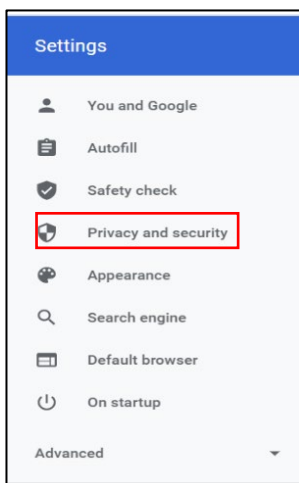 Settings
You and Google
Autofill
Safety check
Privacy and security
Appearance
Search engine
Default browser
On startup
Advanced